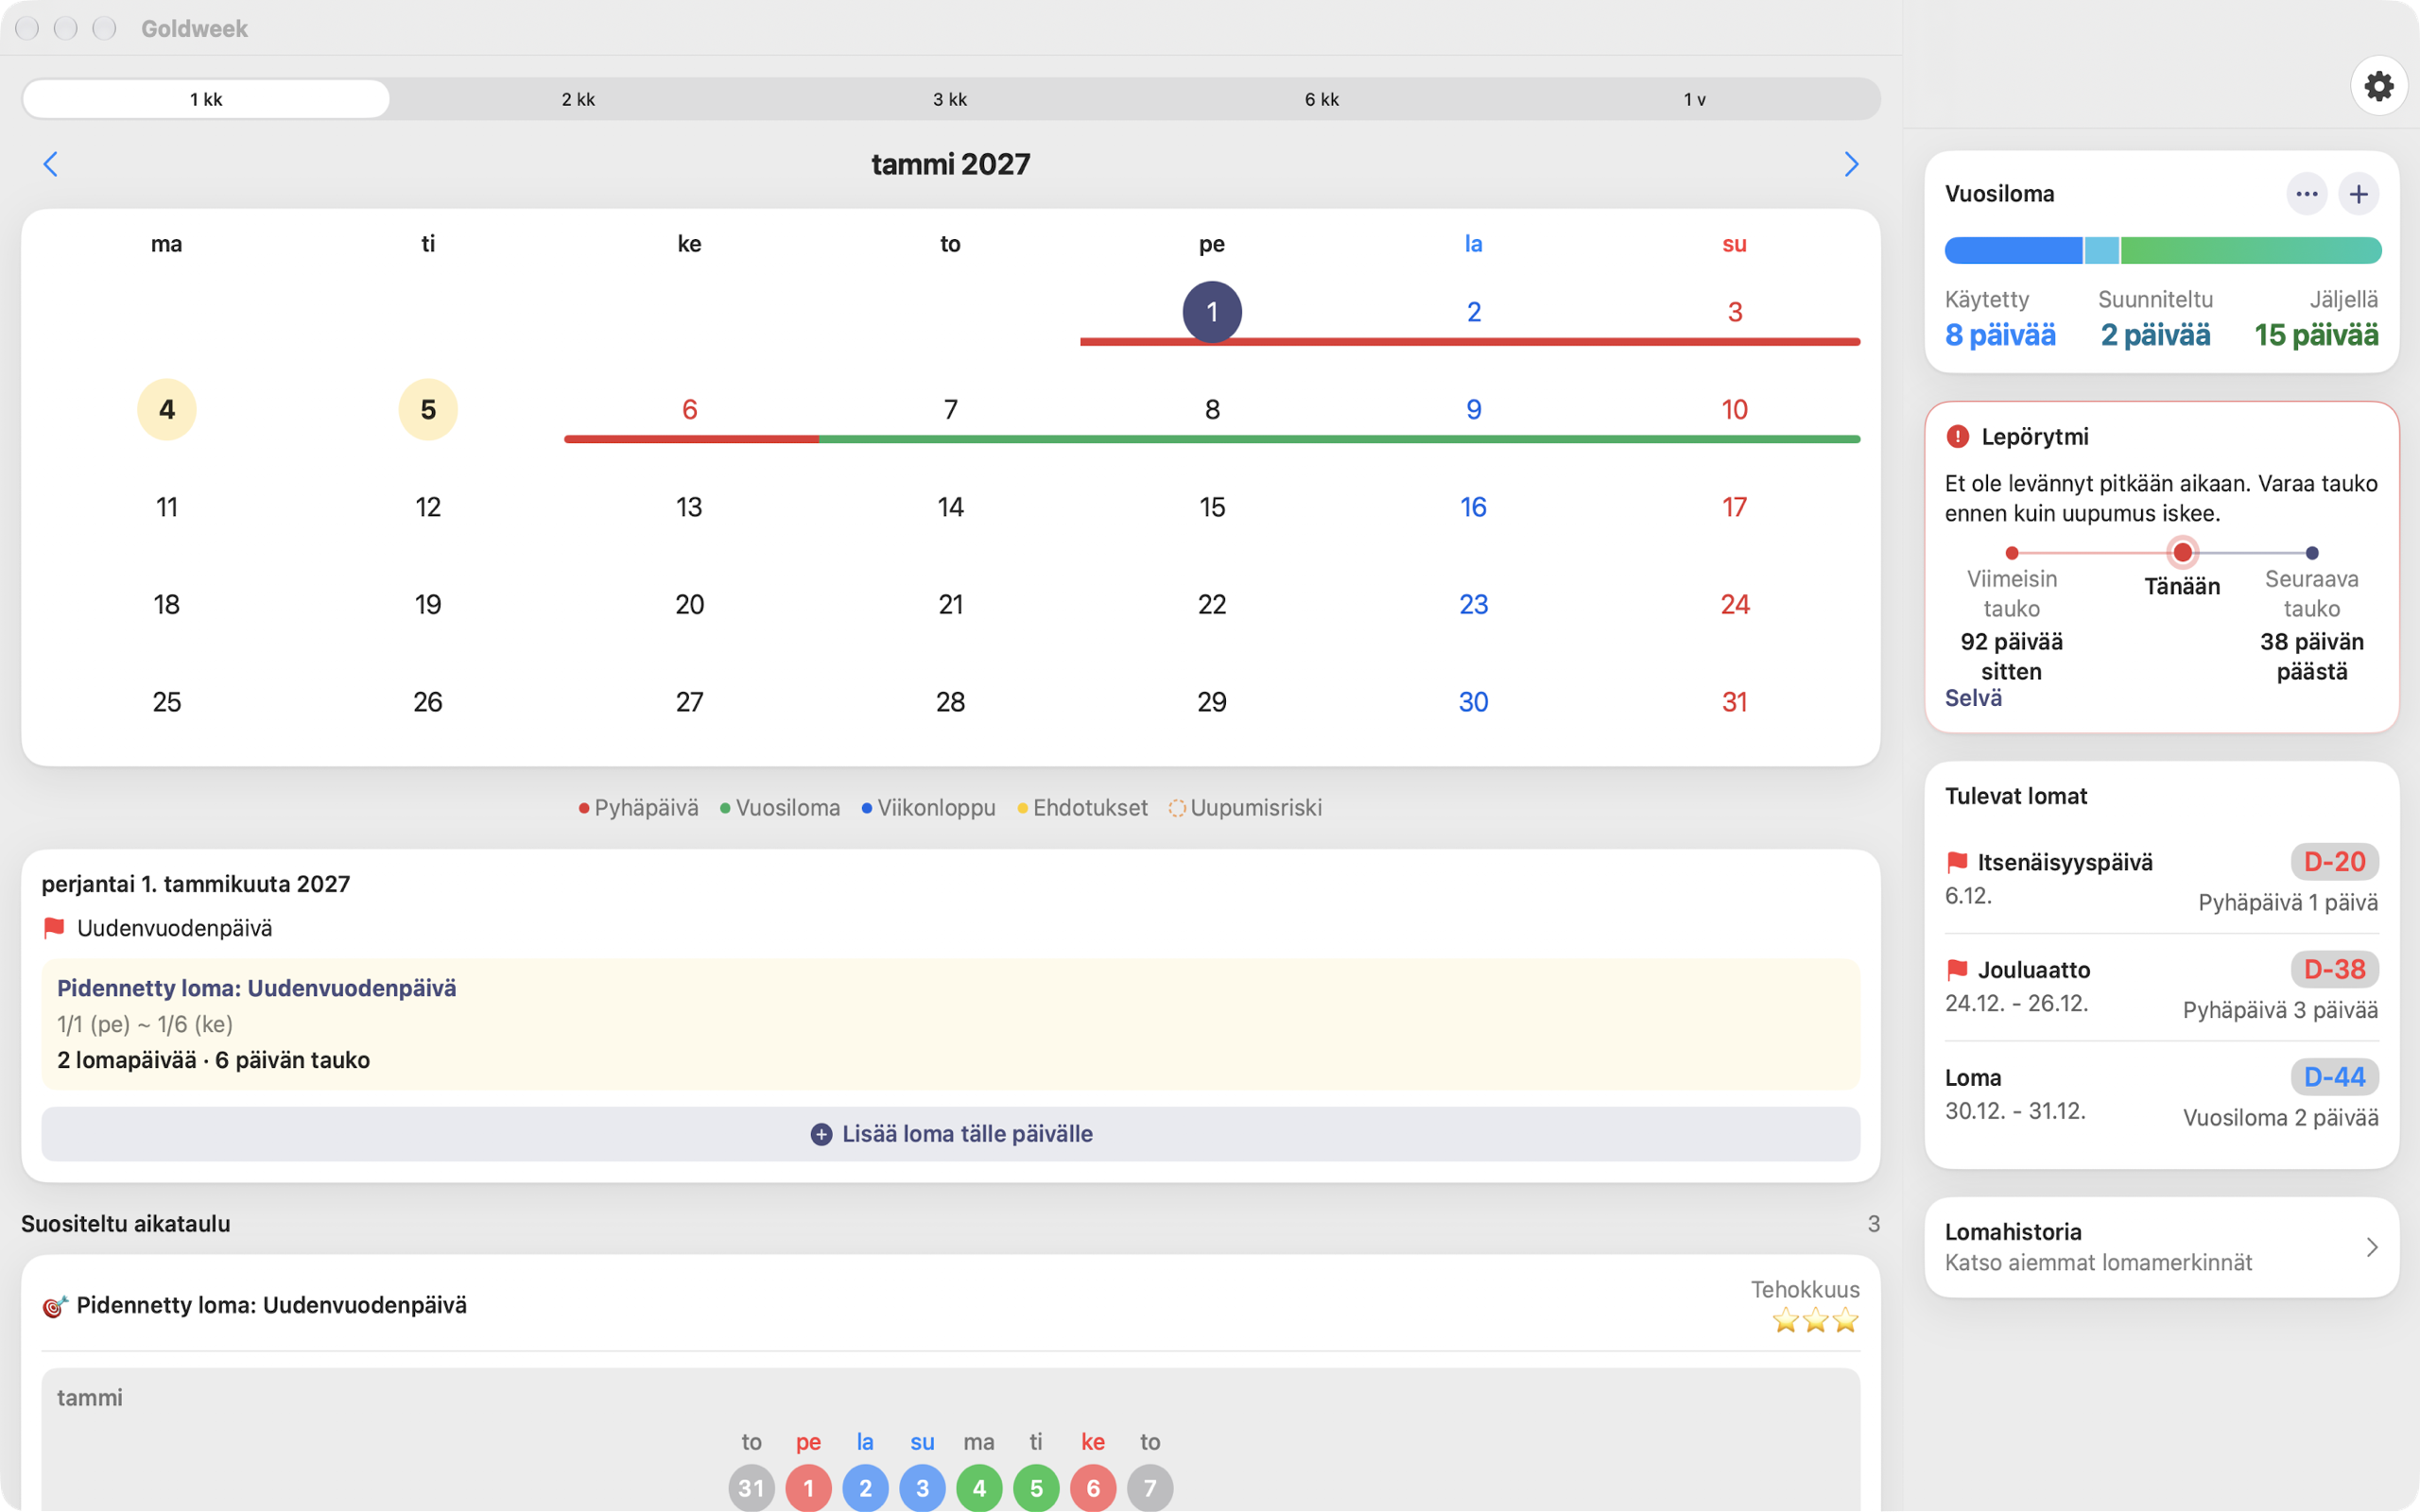 Goldweek
1 kk 2 kk 3 kk 6 kk 1 v
tammi 2027
ma ti ke to pe la su
1 2 3
4 5 6 7 8 9 10
11 12 13 14 15 16 17
18 19 20 21 22 23 24
25 26 27 28 29 30 31
Pyhäpäivä Vuosiloma Viikonloppu Ehdotukset Uupumisriski
perjantai 1. tammikuuta 2027
Uudenvuodenpäivä
Pidennetty loma: Uudenvuodenpäivä
1/1 (pe) ~ 1/6 (ke)
2 lomapäivää · 6 päivän tauko
Lisää loma tälle päivälle
Suositeltu aikataulu 3
Pidennetty loma: Uudenvuodenpäivä
Tehokkuus
tammi
to pe la su ma ti ke to
31 1 2 3 4 5 6 7
Vuosiloma
Käytetty Suunniteltu Jäljellä
8 päivää 2 päivää 15 päivää
Lepörytmi
Et ole levännyt pitkään aikaan. Varaa tauko
ennen kuin uupumus iskee.
Viimeisin
tauko
92 päivää
sitten
Tänään
Seuraava
tauko
38 päivän
päästä
Selvä
Tulevat lomat
Itsenäisyyspäivä D-20
6.12. Pyhäpäivä 1 päivä
Jouluaatto D-38
24.12. - 26.12. Pyhäpäivä 3 päivää
Loma D-44
30.12. - 31.12. Vuosiloma 2 päivää
Lomahistoria
Katso aiemmat lomamerkinnät